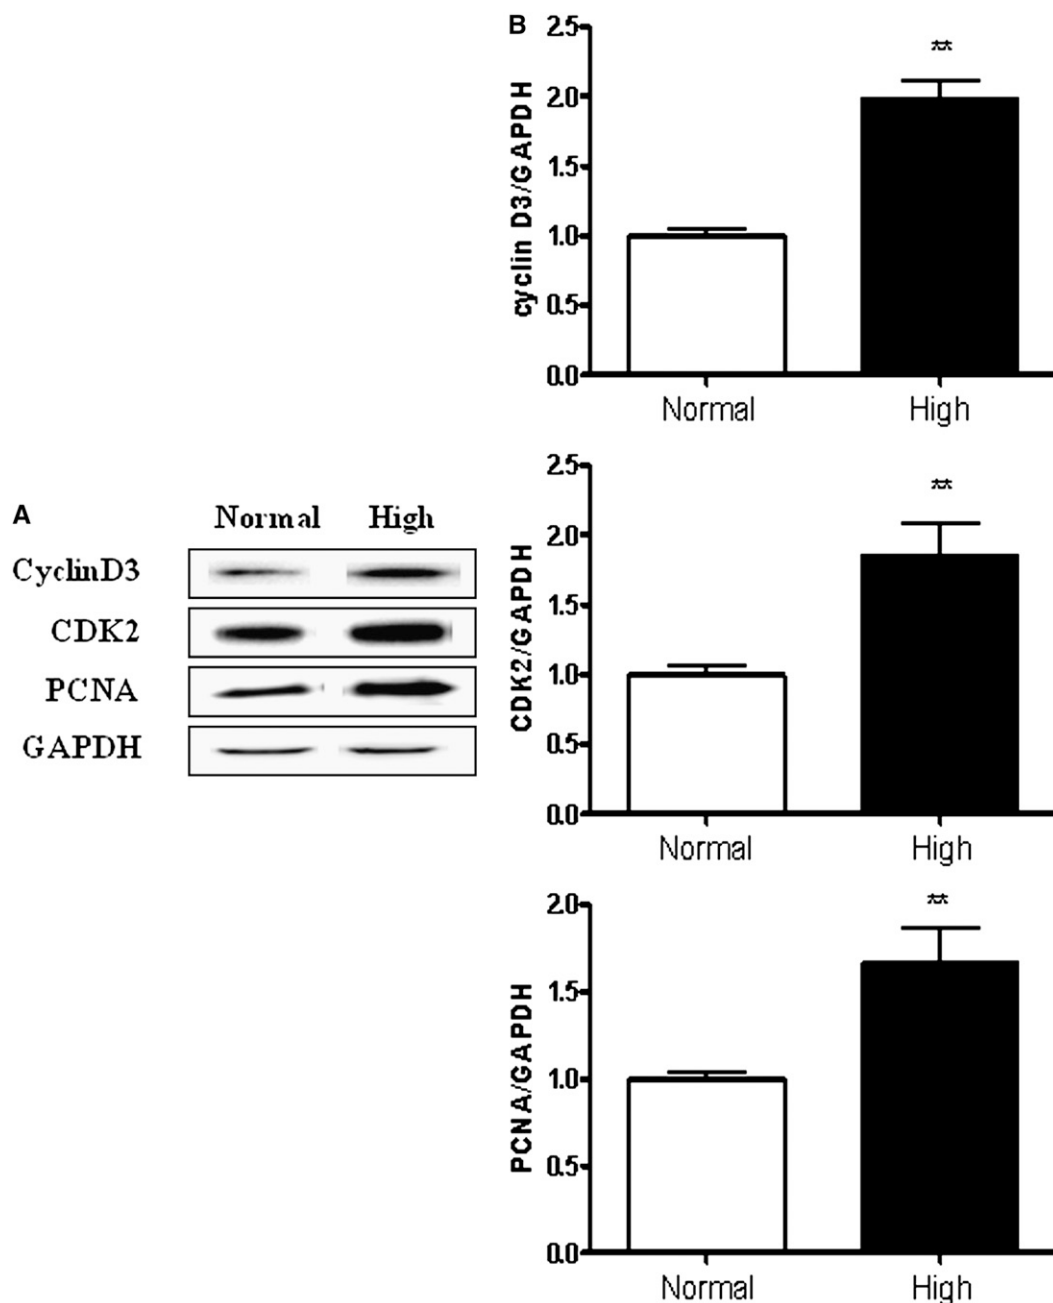 A
Normal High
CyclinD3
CDK2
PCNA
GAPDH
B
cyclin D3/GAPDH
2.5
2.0
**
1.5
1.0
0.5
0.0
Normal High
CDK2/GAPDH
2.5
**
2.0
1.5
1.0
0.5
0.0
Normal High
PCNA/GAPDH
2.0
**
1.5
1.0
0.5
0.0
Normal High